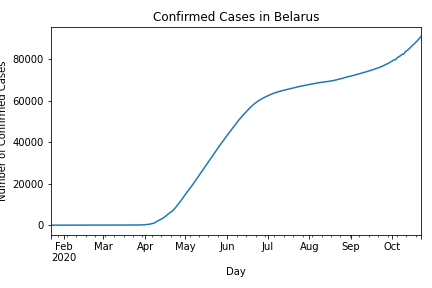 Confirmed Cases in Belarus
Number of Confirmed Cases
80000
60000
40000
20000
0
Feb Mar Apr May Jun Jul Aug Sep Oct
2020
Day